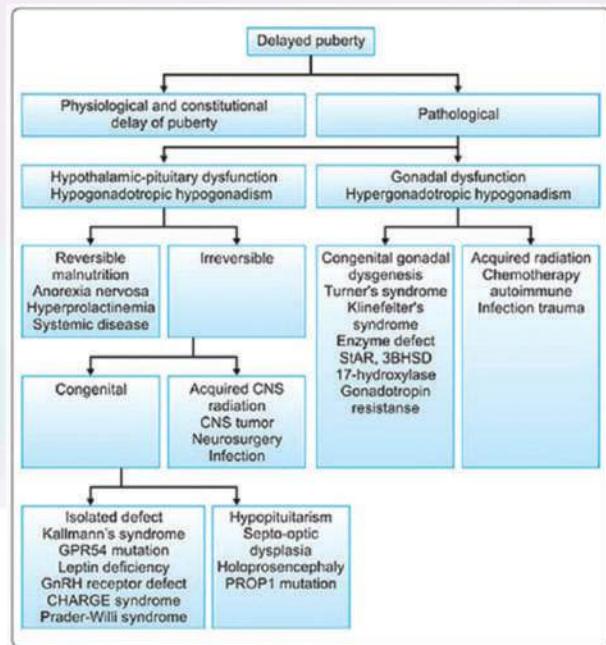 Delayed puberty
Physiological and constitutional
delay of puberty
Pathological
Hypothalamic-pituitary dysfunction
Hypogonadotropic hypogonadism
Gonadal dysfunction
Hypergonadotropic hypogonadism
Reversible
malnutrition
Anorexia nervosa
Hyperprolactinemia
Systemic disease
Irreversible
Congenital gonadal
dysgenesis
Turner's syndrome
Klinefelter's
syndrome
Enzyme defect
StAR, 3BHSD
17-hydroxylase
Gonadotropin
resistanse
Acquired radiation
Chemotherapy
autoimmune
Infection trauma
Congenital
Acquired CNS
radiation
CNS tumor
Neurosurgery
Infection
Isolated defect
Kallmann's syndrome
GPR54 mutation
Leptin deficiency
GnRH receptor defect
CHARGE syndrome
Prader-Willi syndrome
Hypopituitarism
Septo-optic
dysplasia
Holoprosencephaly
PROP1 mutation